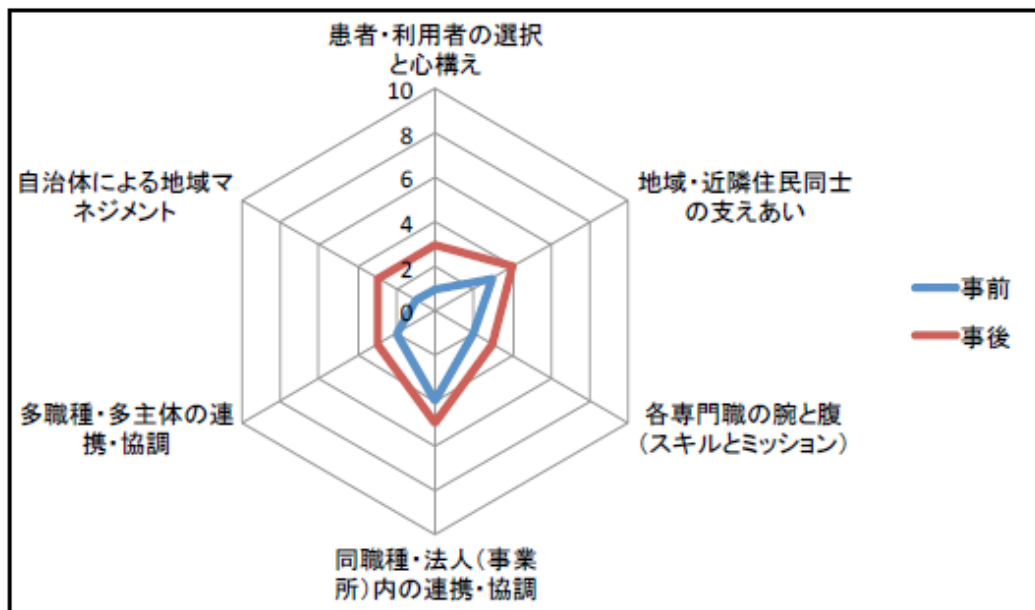 患者・利用者の選択
と心構え
10
8
6
4
2
0
地域・近隣住民同士
の支えあい
各専門職の腕と腹
(スキルとミッション)
同職種・法人(事業
所)内の連携・協調
多職種・多主体の連
携・協調
自治体による地域マ
ネジメント
事前
事後